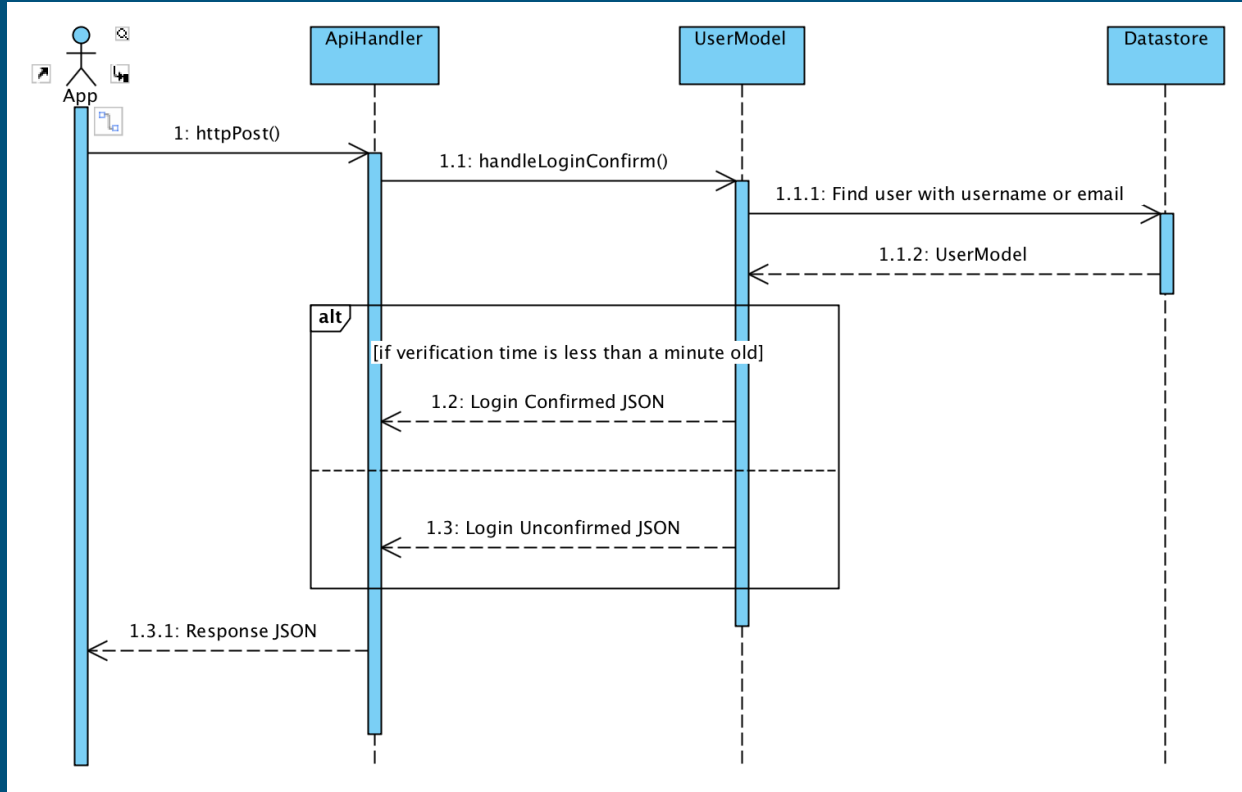 ApiHandler
UserModel
Datastore
App
1: httpPost()
1.1: handleLoginConfirm()
1.1.1: Find user with username or email
1.1.2: UserModel
alt
[if verification time is less than a minute old]
1.2: Login Confirmed JSON
1.3: Login Unconfirmed JSON
1.3.1: Response JSON